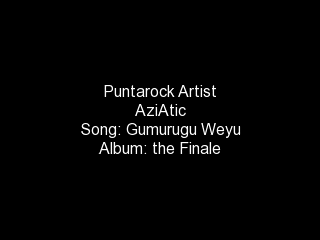 Puntarock Artist
AziAtic
Song: Gumurugu Weyu
Album: the Finale